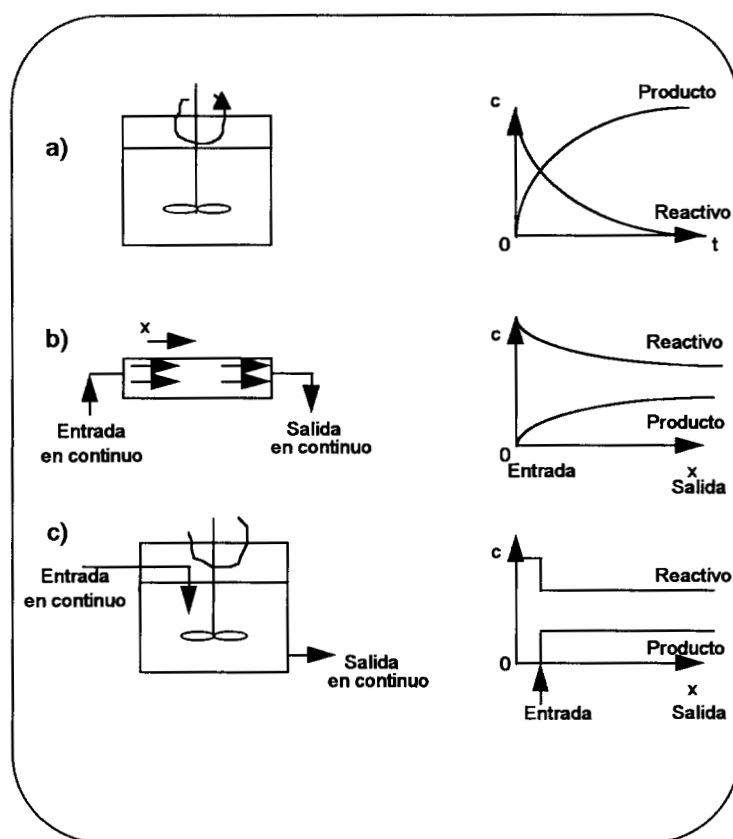 a)
c
Producto
Reactivo
0
t
b)
x
Entrada
en continuo
Salida
en continuo
c
Reactivo
Producto
0
Entrada
x
Salida
c)
Entrada
en continuo
Salida
en continuo
c
Reactivo
Producto
0
x
Entrada
Salida